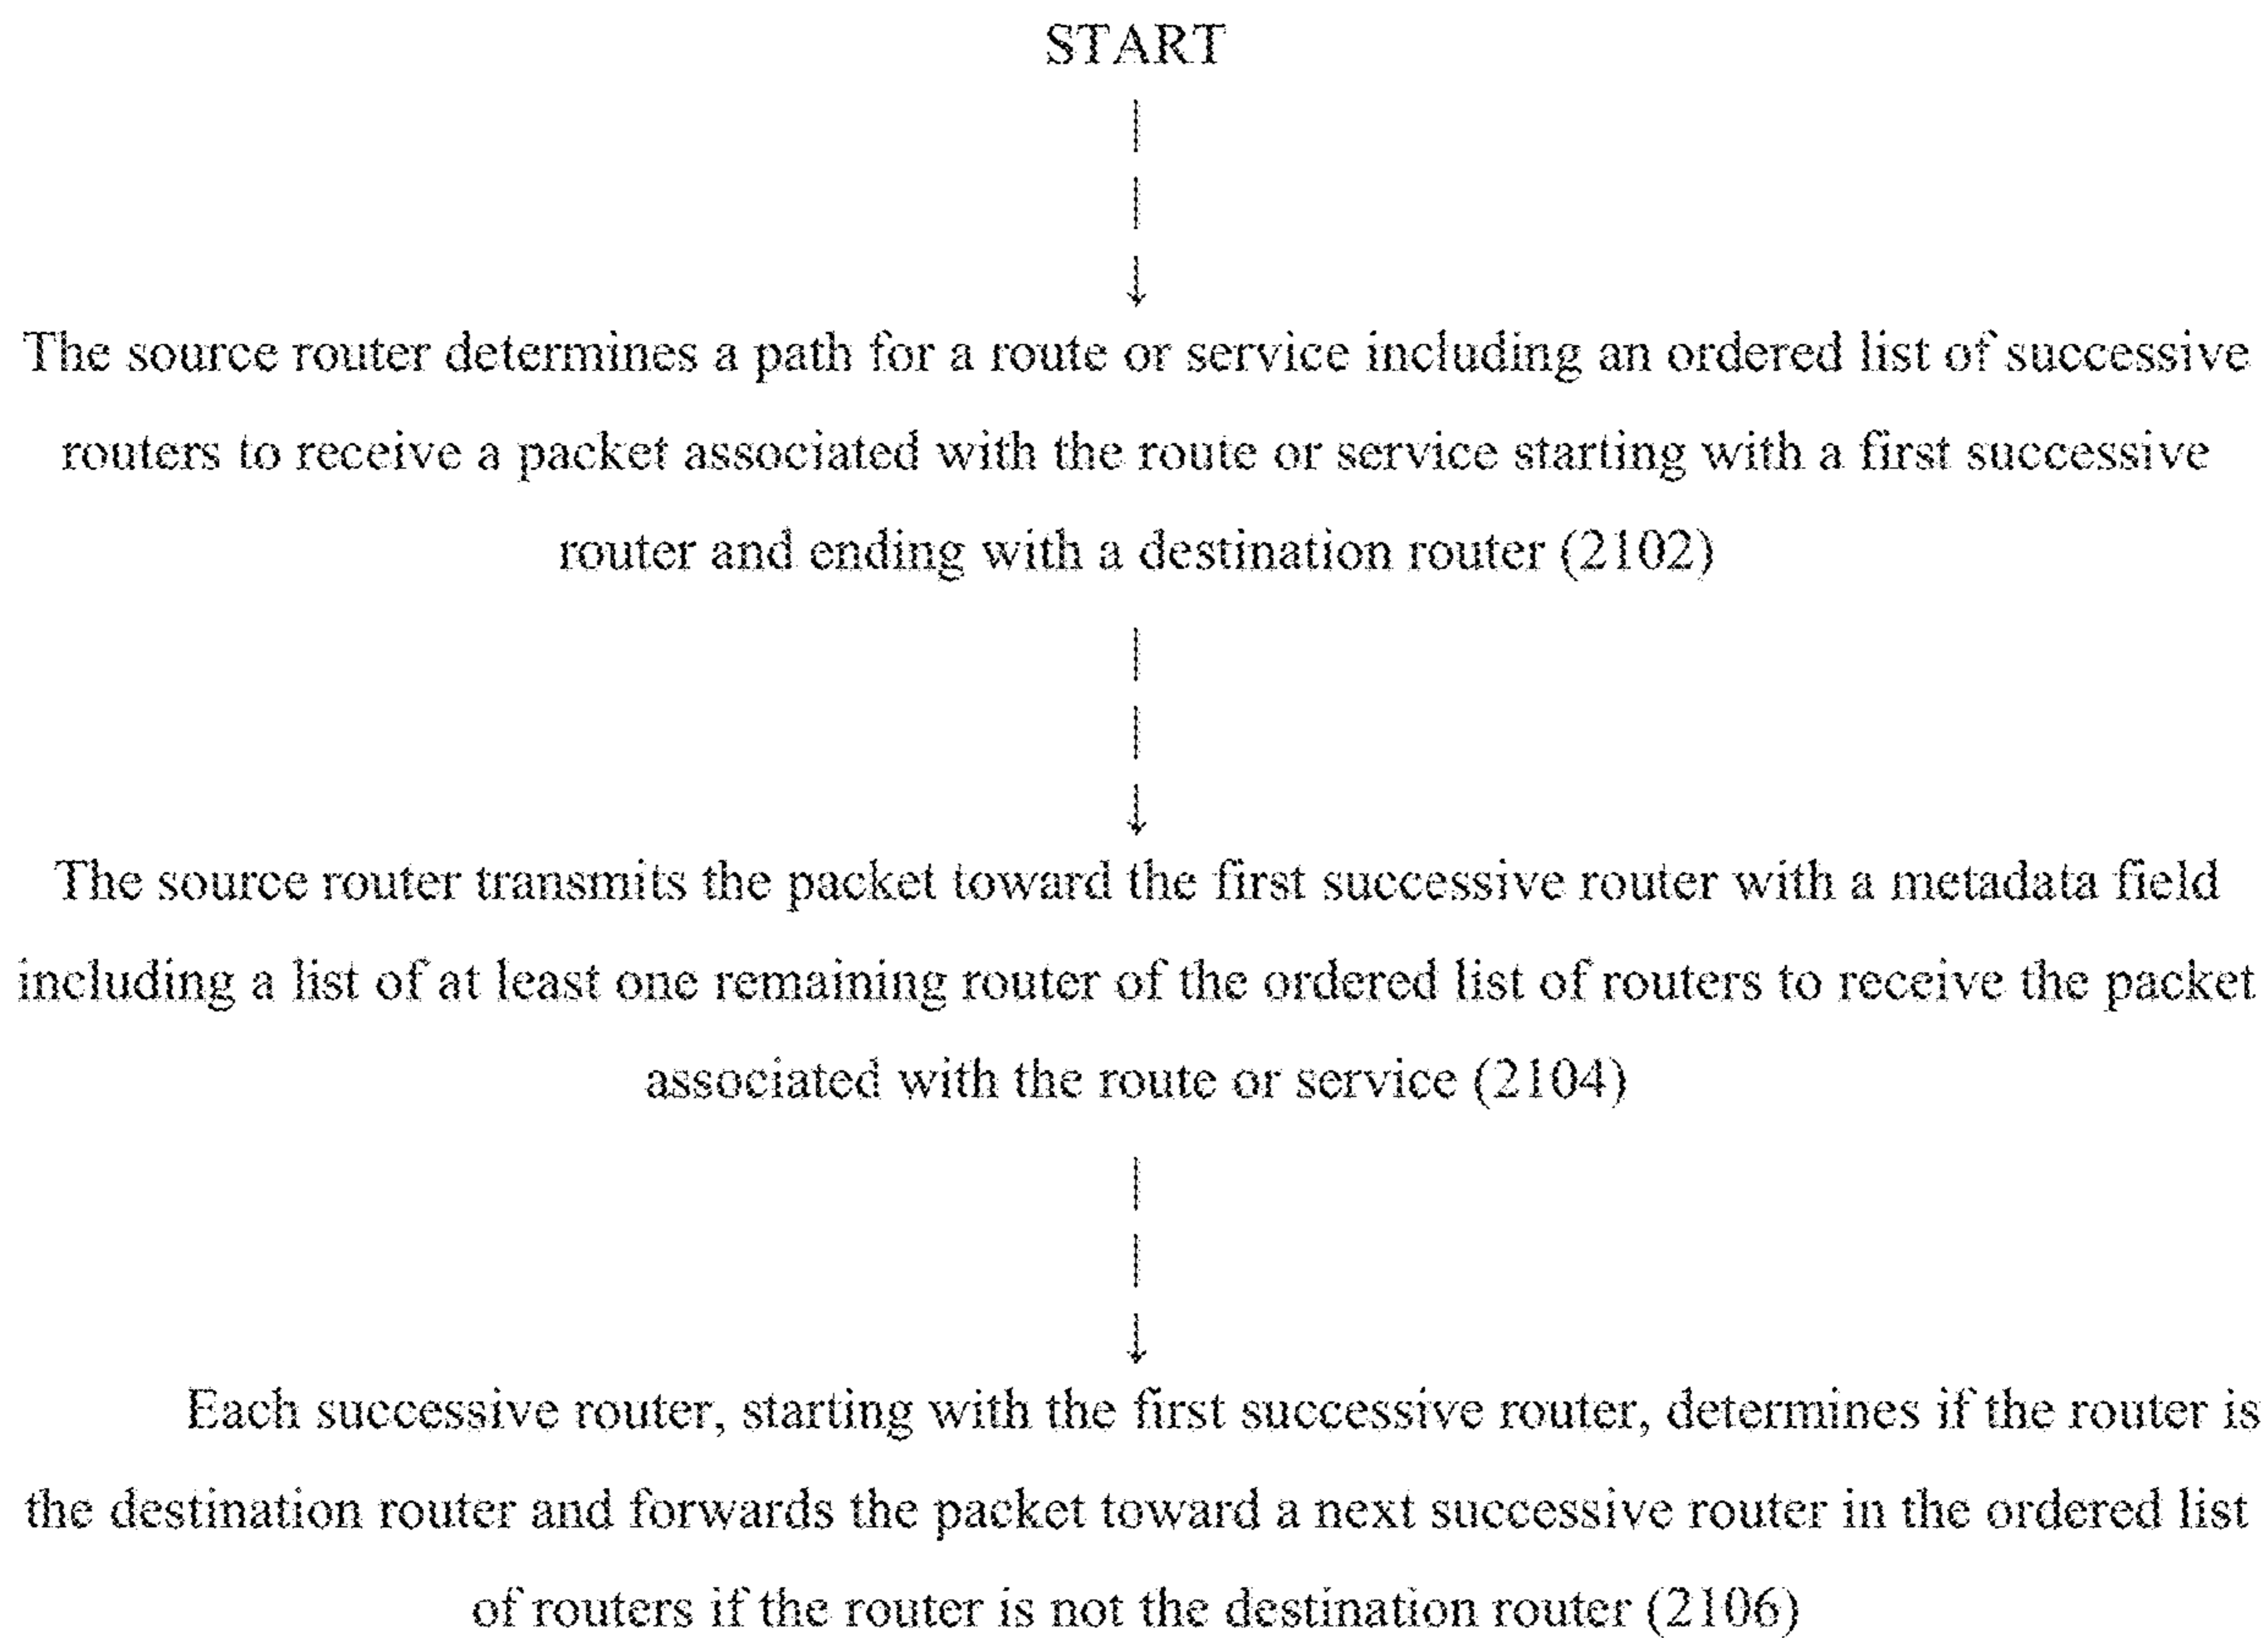 START
The source router determines a path for a route or service including an ordered list of successive
routers to receive a packet associated with the route or service starting with a first successive
router and ending with a destination router (2102)
The source router transmits the packet toward the first successive router with a metadata field
including a list of at least one remaining router of the ordered list of routers to receive the packet
associated with the route or service (2104)
Each successive router, starting with the first successive router, determines if the router is
the destination router and forwards the packet toward a next successive router in the ordered list
of routers if the router is not the destination router (2106)